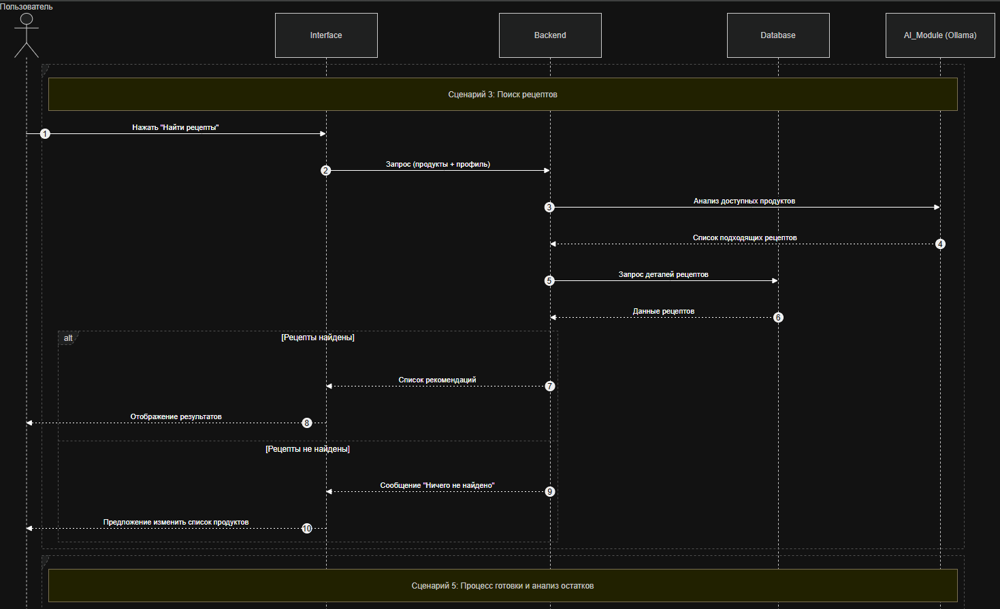 Пользователь
Interface
Backend
Database
AI_Module (Ollama)
Сценарий 3: Поиск рецептов
1
Нажать "Найти рецепты"
2
Запрос (продукты + профиль)
3
Анализ доступных продуктов
Список подходящих рецептов
4
5
Запрос деталей рецептов
Данные рецептов
6
alt
[Рецепты найдены]
Список рекомендаций
7
Отображение результатов
8
[Рецепты не найдены]
Сообщение "Ничего не найдено"
9
Предложение изменить список продуктов
10
Сценарий 5: Процесс готовки и анализ остатков